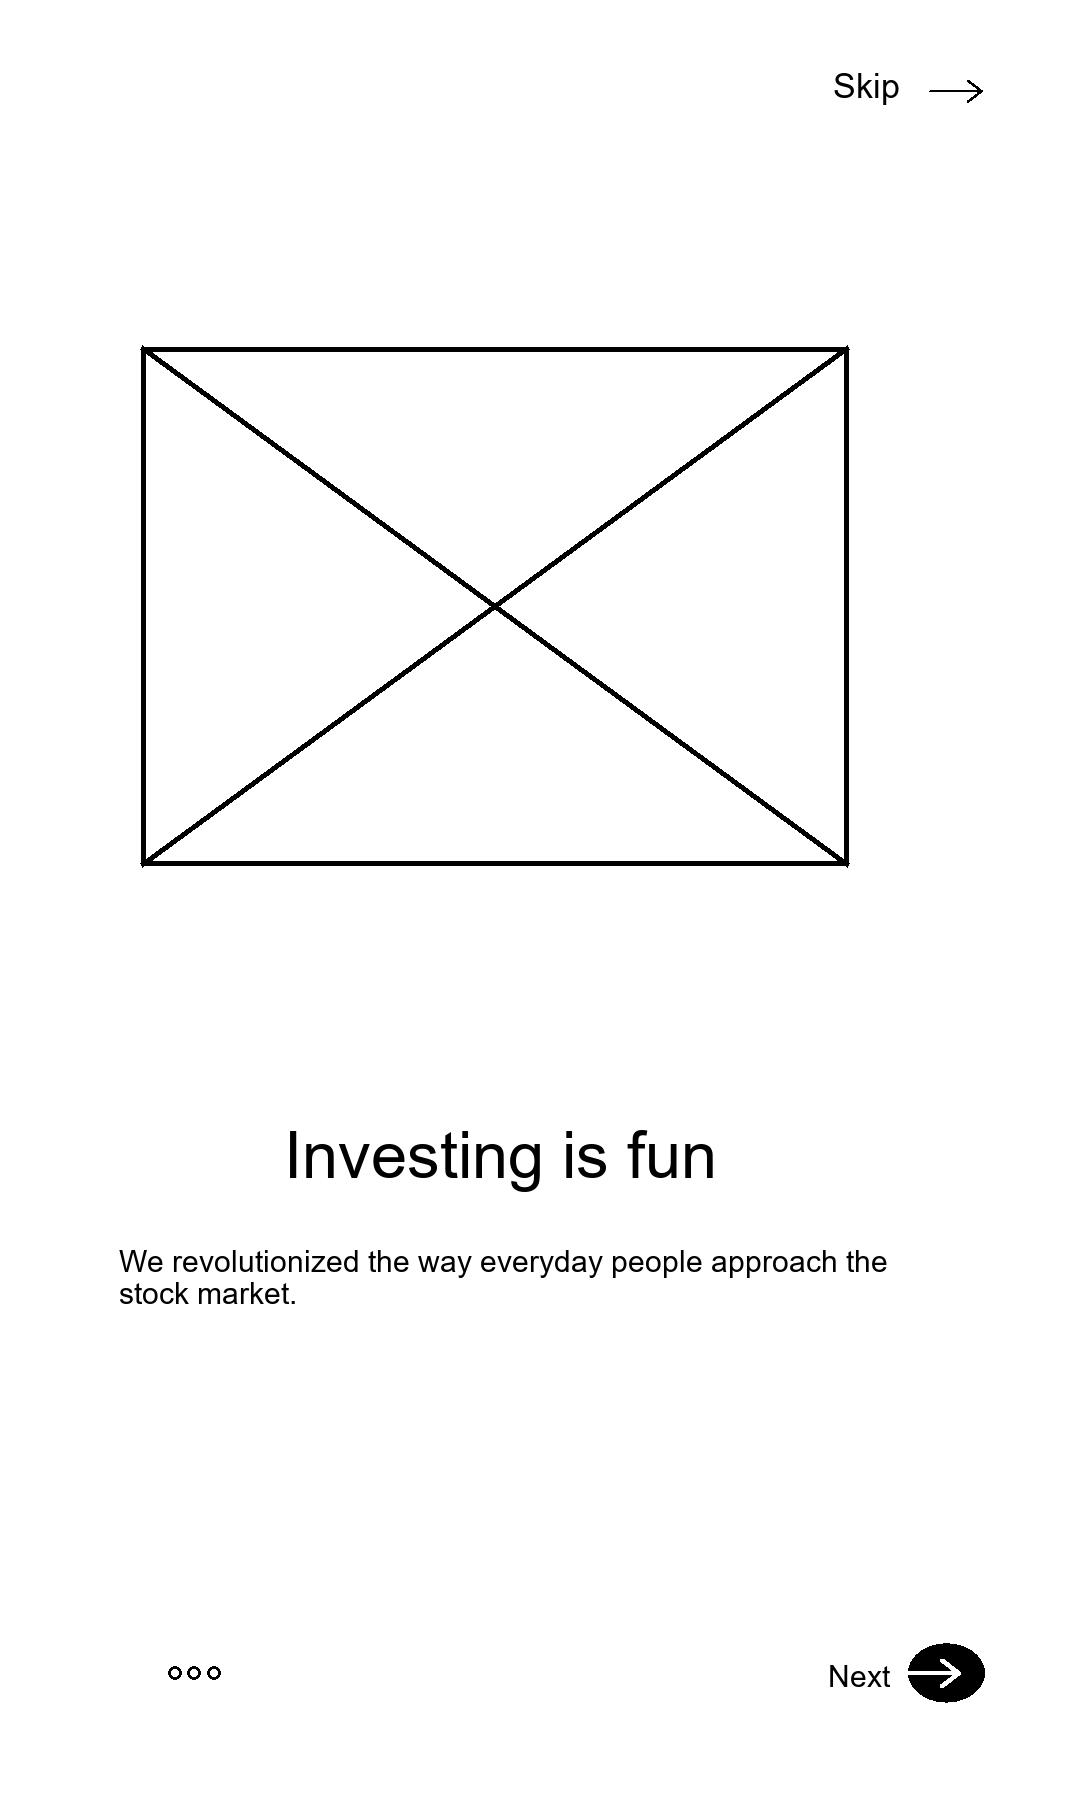 Skip
Investing is fun
We revolutionized the way everyday people approach the
stock market.
Next